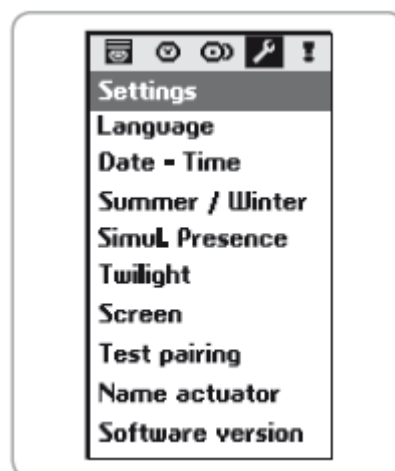 Settings
Language
Date - Time
Summer / Winter
Simul. Presence
Twilight
Screen
Test pairing
Name actuator
Software version